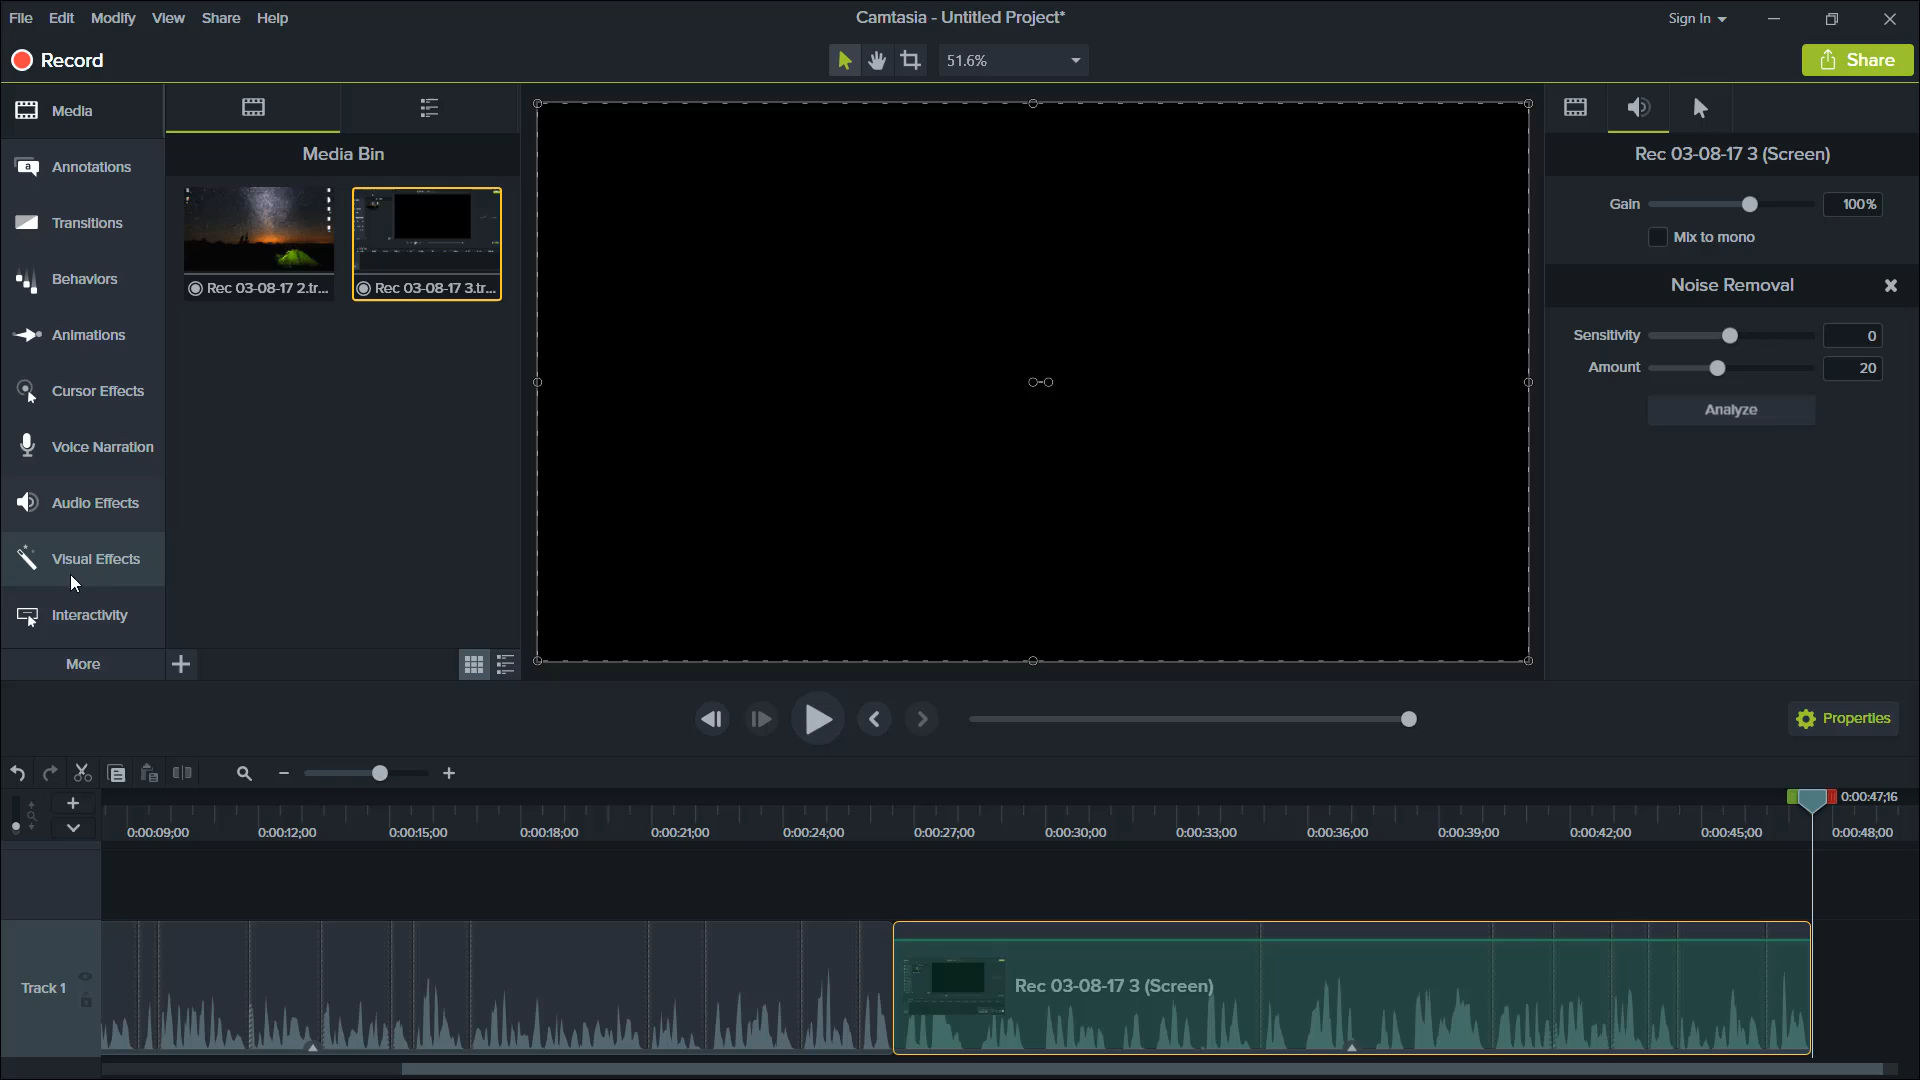 File Edit Modify View Share Help
Camtasia - Untitled Project*
Sign In
Record
51.6%
Share
Media
Annotations
Transitions
Behaviors
Animations
Cursor Effects
Voice Narration
Audio Effects
Visual Effects
Interactivity
More
Media Bin
Rec 03-08-17 2.tr...
Rec 03-08-17 3.tr...
Rec 03-08-17 3 (Screen)
Gain 100%
Mix to mono
Noise Removal
Sensitivity 0
Amount 20
Analyze
Properties
0:00:47;16
0:00:09;00 0:00:12;00 0:00:15;00 0:00:18;00 0:00:21;00 0:00:24;00 0:00:27;00 0:00:30;00 0:00:33;00 0:00:36;00 0:00:39;00 0:00:42;00 0:00:45;00 0:00:48;00
Track 1
Rec 03-08-17 3 (Screen)